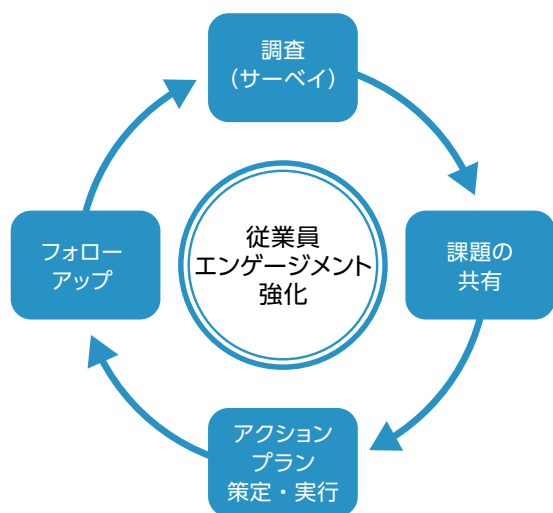 調査
（サーベイ）
従業員
エンゲージメント
強化
フォロー
アップ
課題の
共有
アクション
プラン
策定・実行